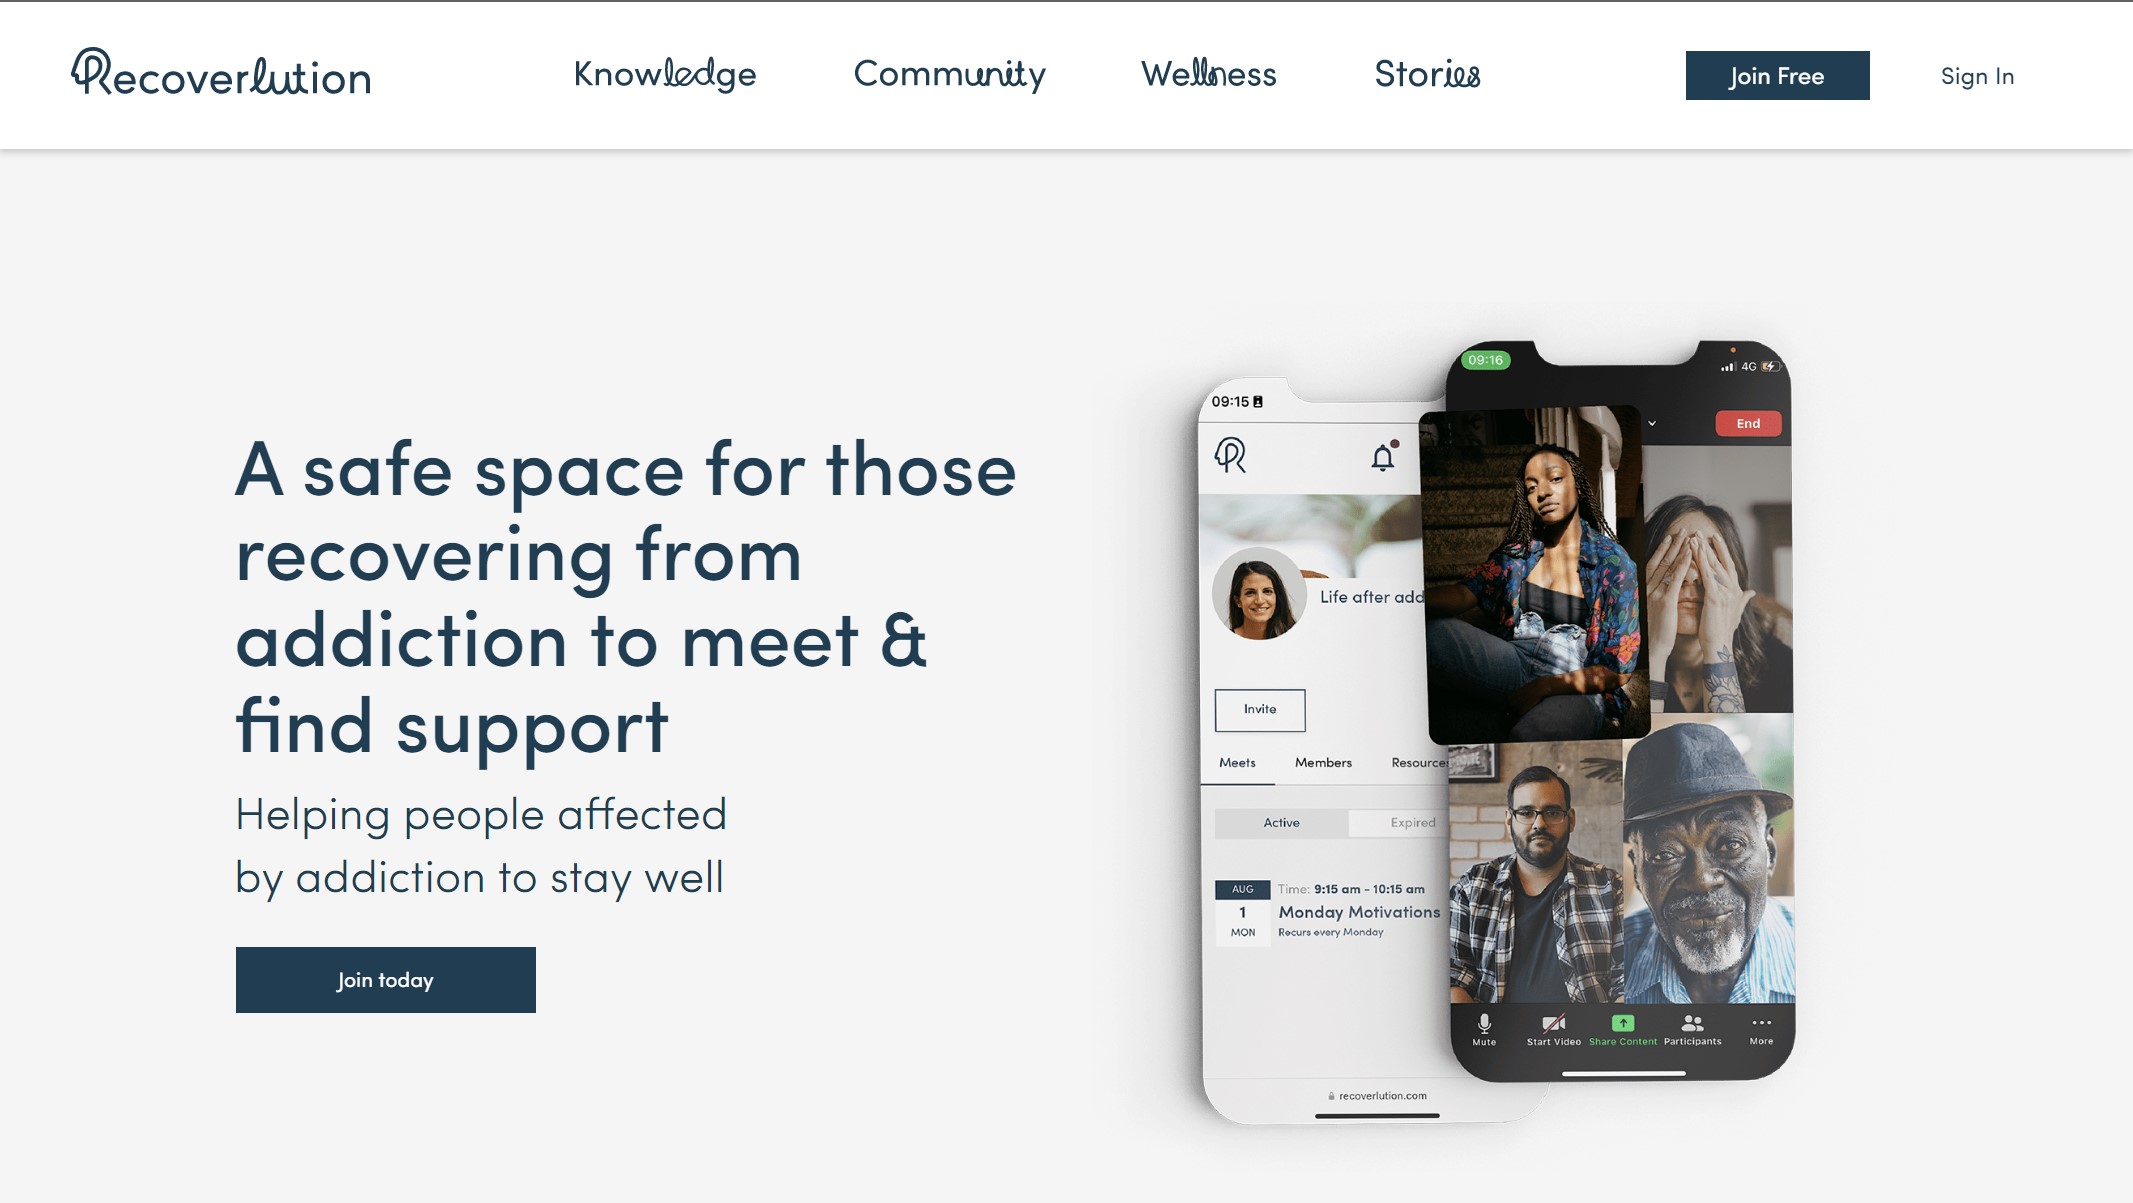 Recoverlution
Knowledge Community Wellness Stories
Join Free Sign In
A safe space for those
recovering from
addiction to meet &
find support
Helping people affected
by addiction to stay well
Join today
09:15
Life after add
Invite
Meets Members Resources
Active Expired
AUG
1
MON
Time: 9:15 am - 10:15 am
Monday Motivations
Recurs every Monday
recoverlution.com
09:16
4G
End
Mute Start Video Share Content Participants More